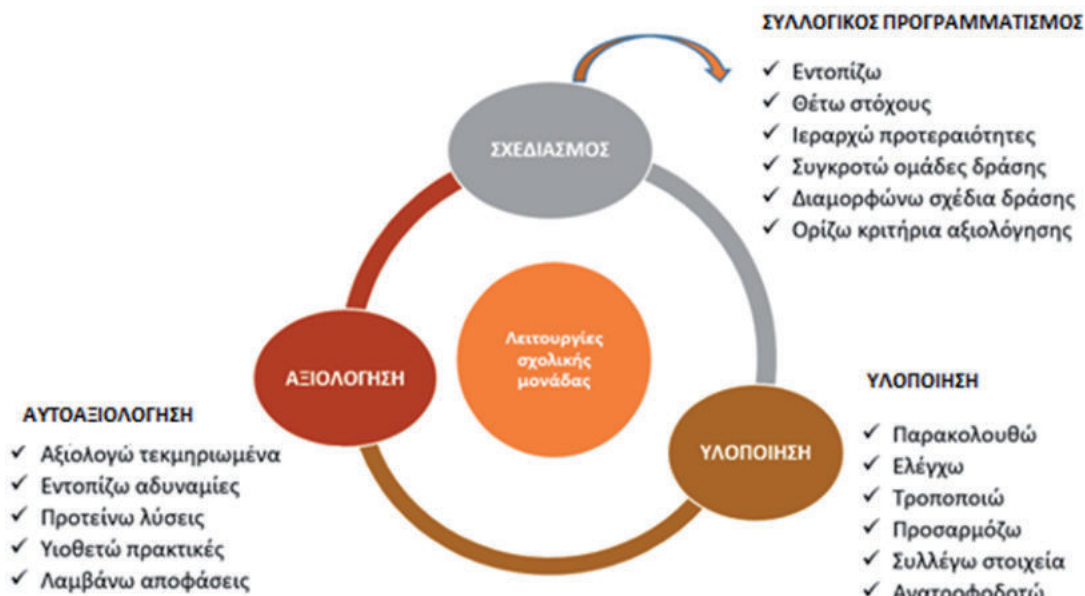 ΣΥΛΛΟΓΙΚΟΣ ΠΡΟΓΡΑΜΜΑΤΙΣΜΟΣ
✓ Εντοπίζω
✓ Θέτω στόχους
✓ Ιεραρχώ προτεραιότητες
✓ Συγκροτώ ομάδες δράσης
✓ Διαμορφώνω σχέδια δράσης
✓ Ορίζω κριτήρια αξιολόγησης
ΣΧΕΔΙΑΣΜΟΣ
Λειτουργίες
σχολικής
μονάδας
ΑΞΙΟΛΟΓΗΣΗ
ΥΛΟΠΟΙΗΣΗ
ΑΥΤΟΑΞΙΟΛΟΓΗΣΗ
✓ Αξιολογώ τεκμηριωμένα
✓ Εντοπίζω αδυναμίες
✓ Προτείνω λύσεις
✓ Υιοθετώ πρακτικές
✓ Λαμβάνω αποφάσεις
ΥΛΟΠΟΙΗΣΗ
✓ Παρακολουθώ
✓ Ελέγχω
✓ Τροποποιώ
✓ Προσαρμόζω
✓ Συλλέγω στοιχεία
✓ Ανατροφοδοτώ